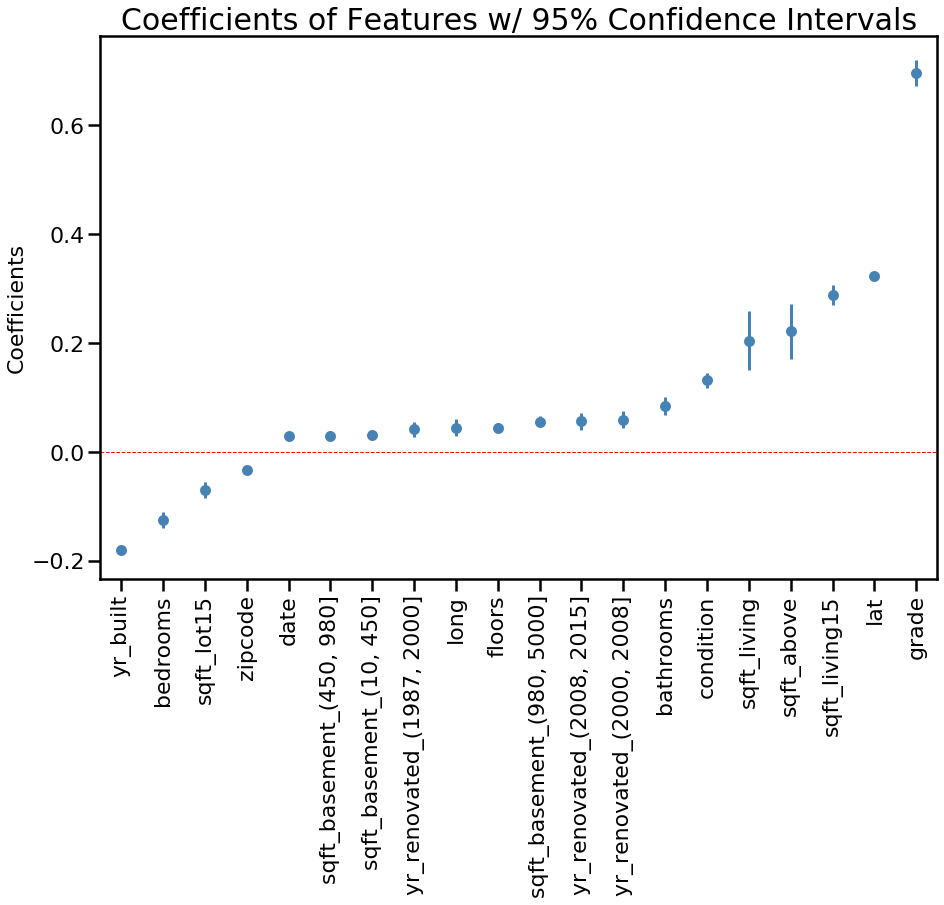 Coefficients of Features w/ 95% Confidence Intervals
Coefficients
0.6
0.4
0.2
0.0
−0.2
yr_built
bedrooms
sqft_lot15
zipcode
date
sqft_basement_(450, 980]
sqft_basement_(10, 450]
yr_renovated_(1987, 2000]
long
floors
sqft_basement_(980, 5000]
yr_renovated_(2008, 2015]
yr_renovated_(2000, 2008]
bathrooms
condition
sqft_living
sqft_above
sqft_living15
lat
grade